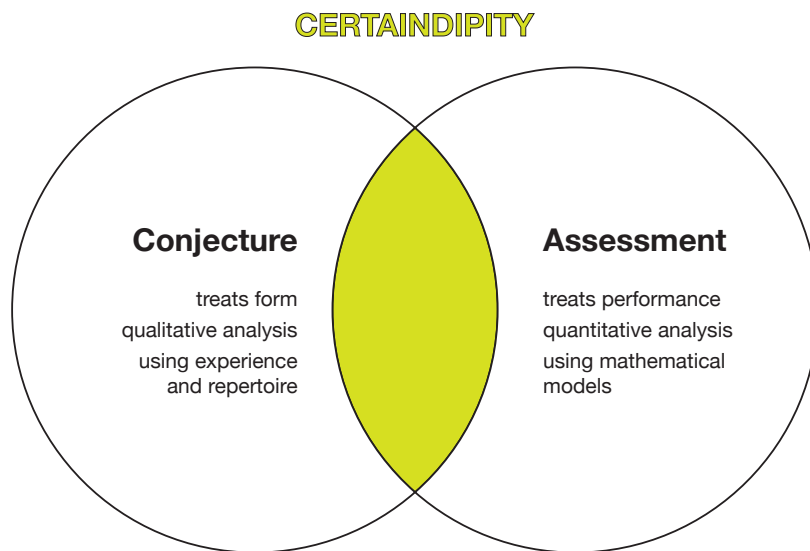 CERTAINDIPITY
Conjecture
treats form
qualitative analysis
using experience
and repertoire
Assessment
treats performance
quantitative analysis
using mathematical
models